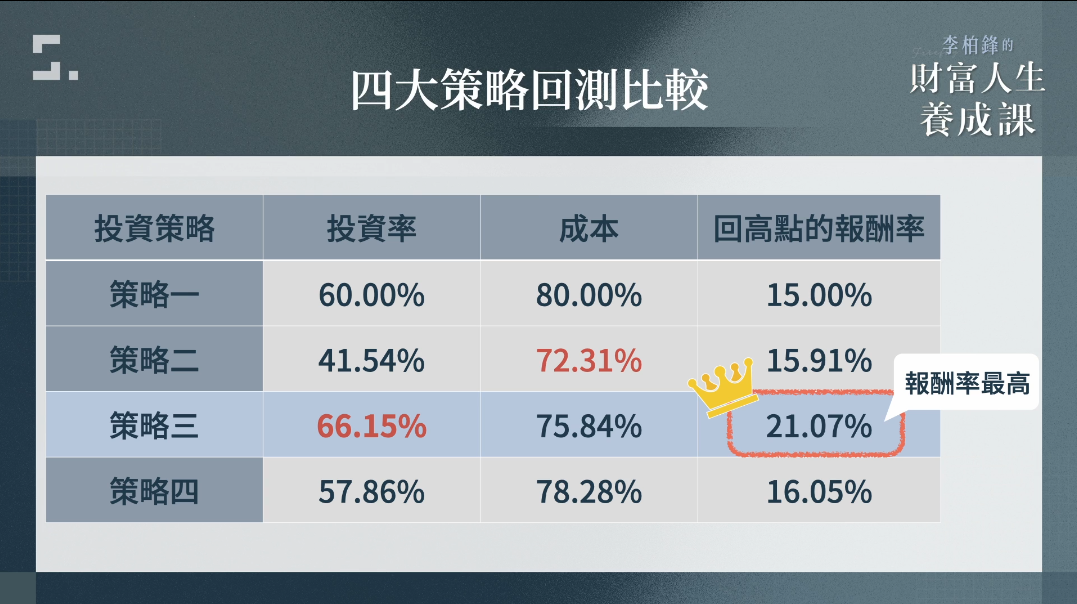 S.
李柏鋒的
財富人生
養成課
四大策略回測比較
投資策略 投資率 成本 回高點的報酬率
策略一 60.00% 80.00% 15.00%
策略二 41.54% 72.31% 15.91%
報酬率最高
策略三 66.15% 75.84% 21.07%
策略四 57.86% 78.28% 16.05%